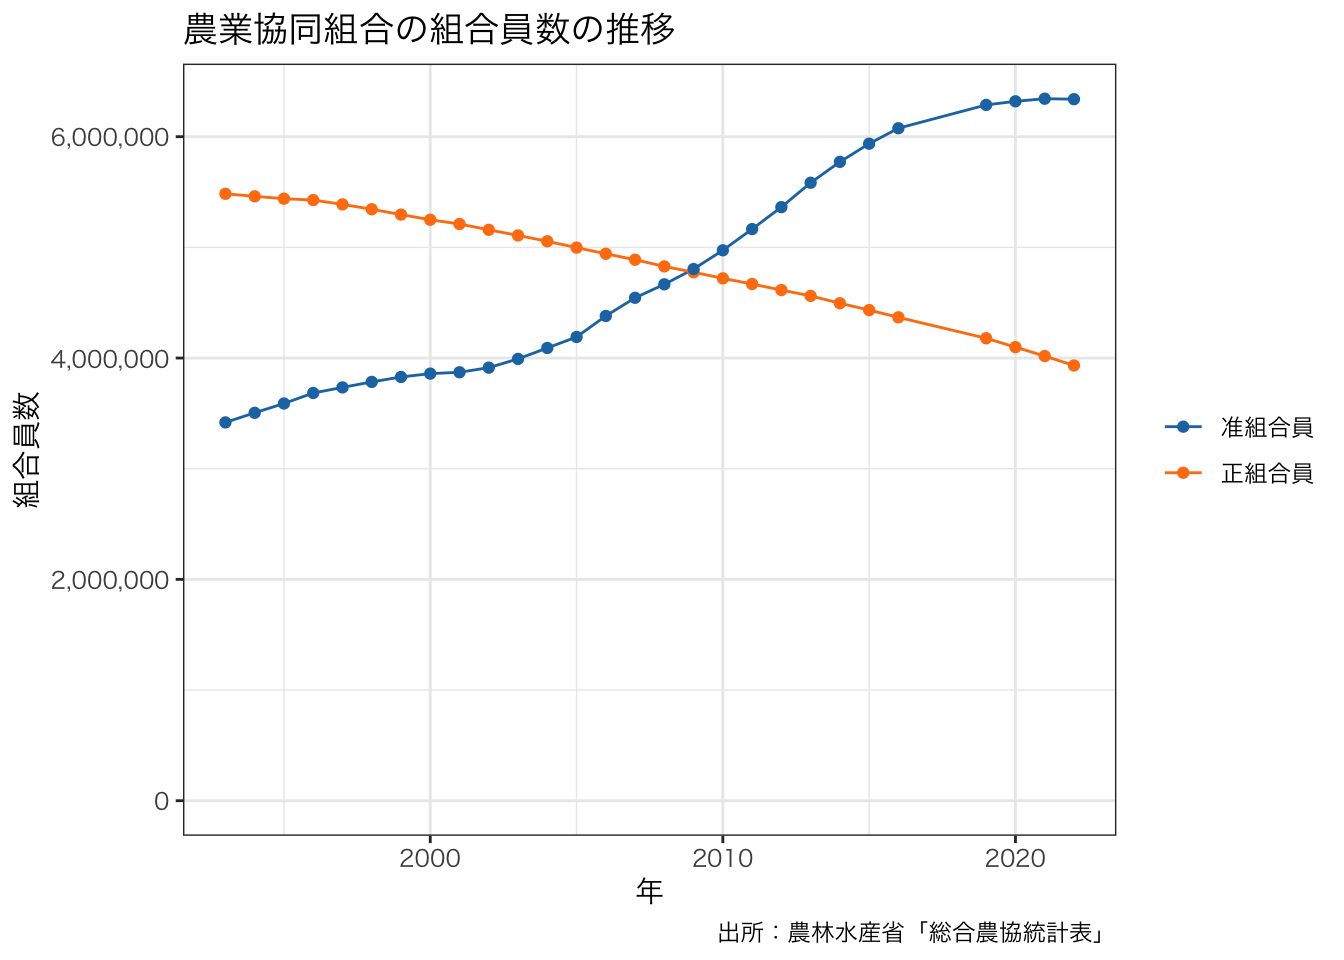 農業協同組合の組合員数の推移
組合員数
6,000,000
4,000,000
2,000,000
0
2000
2010
2020
年
准組合員
正組合員
出所：農林水産省「総合農協統計表」